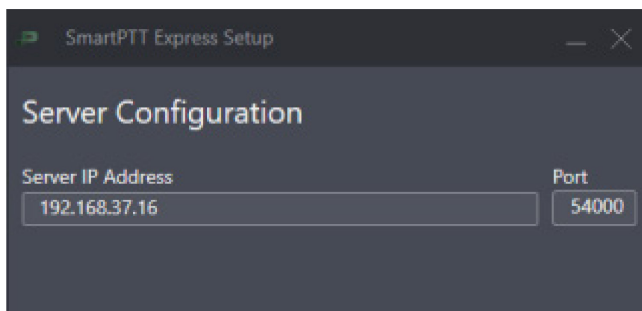 SmartPTT Express Setup
Server Configuration
Server IP Address Port
192.168.37.16 54000